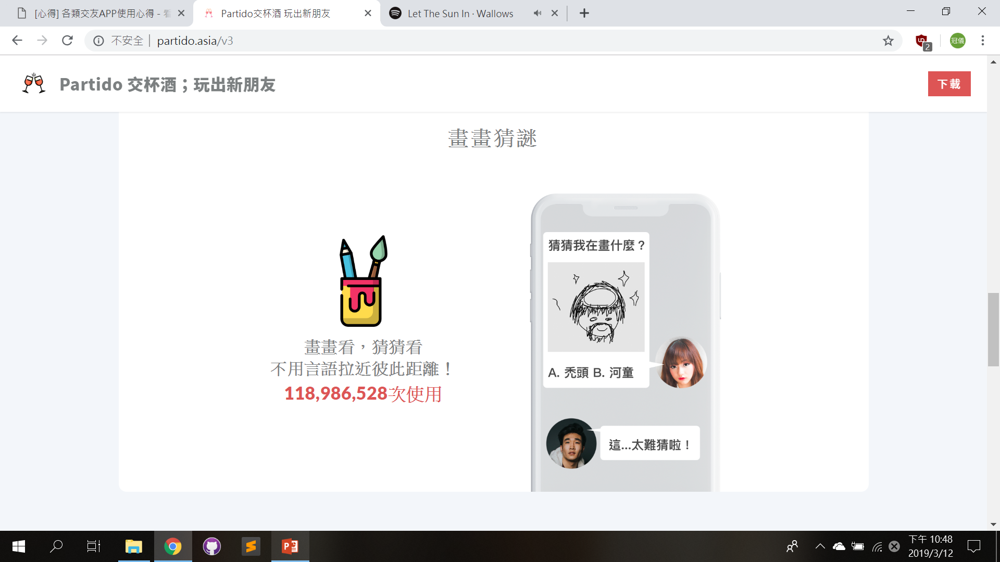 [心得] 各類交友APP使用心得 - 看
Partido交杯酒 玩出新朋友
Let The Sun In · Wallows
不安全
partido.asia/v3
2
冠儀
Partido 交杯酒；玩出新朋友
下載
畫畫猜謎
畫畫看，猜猜看
不用言語拉近彼此距離！
118,986,528次使用
猜猜我在畫什麼？
A. 禿頭 B. 河童
這...太難猜啦！
下午 10:48
2019/3/12